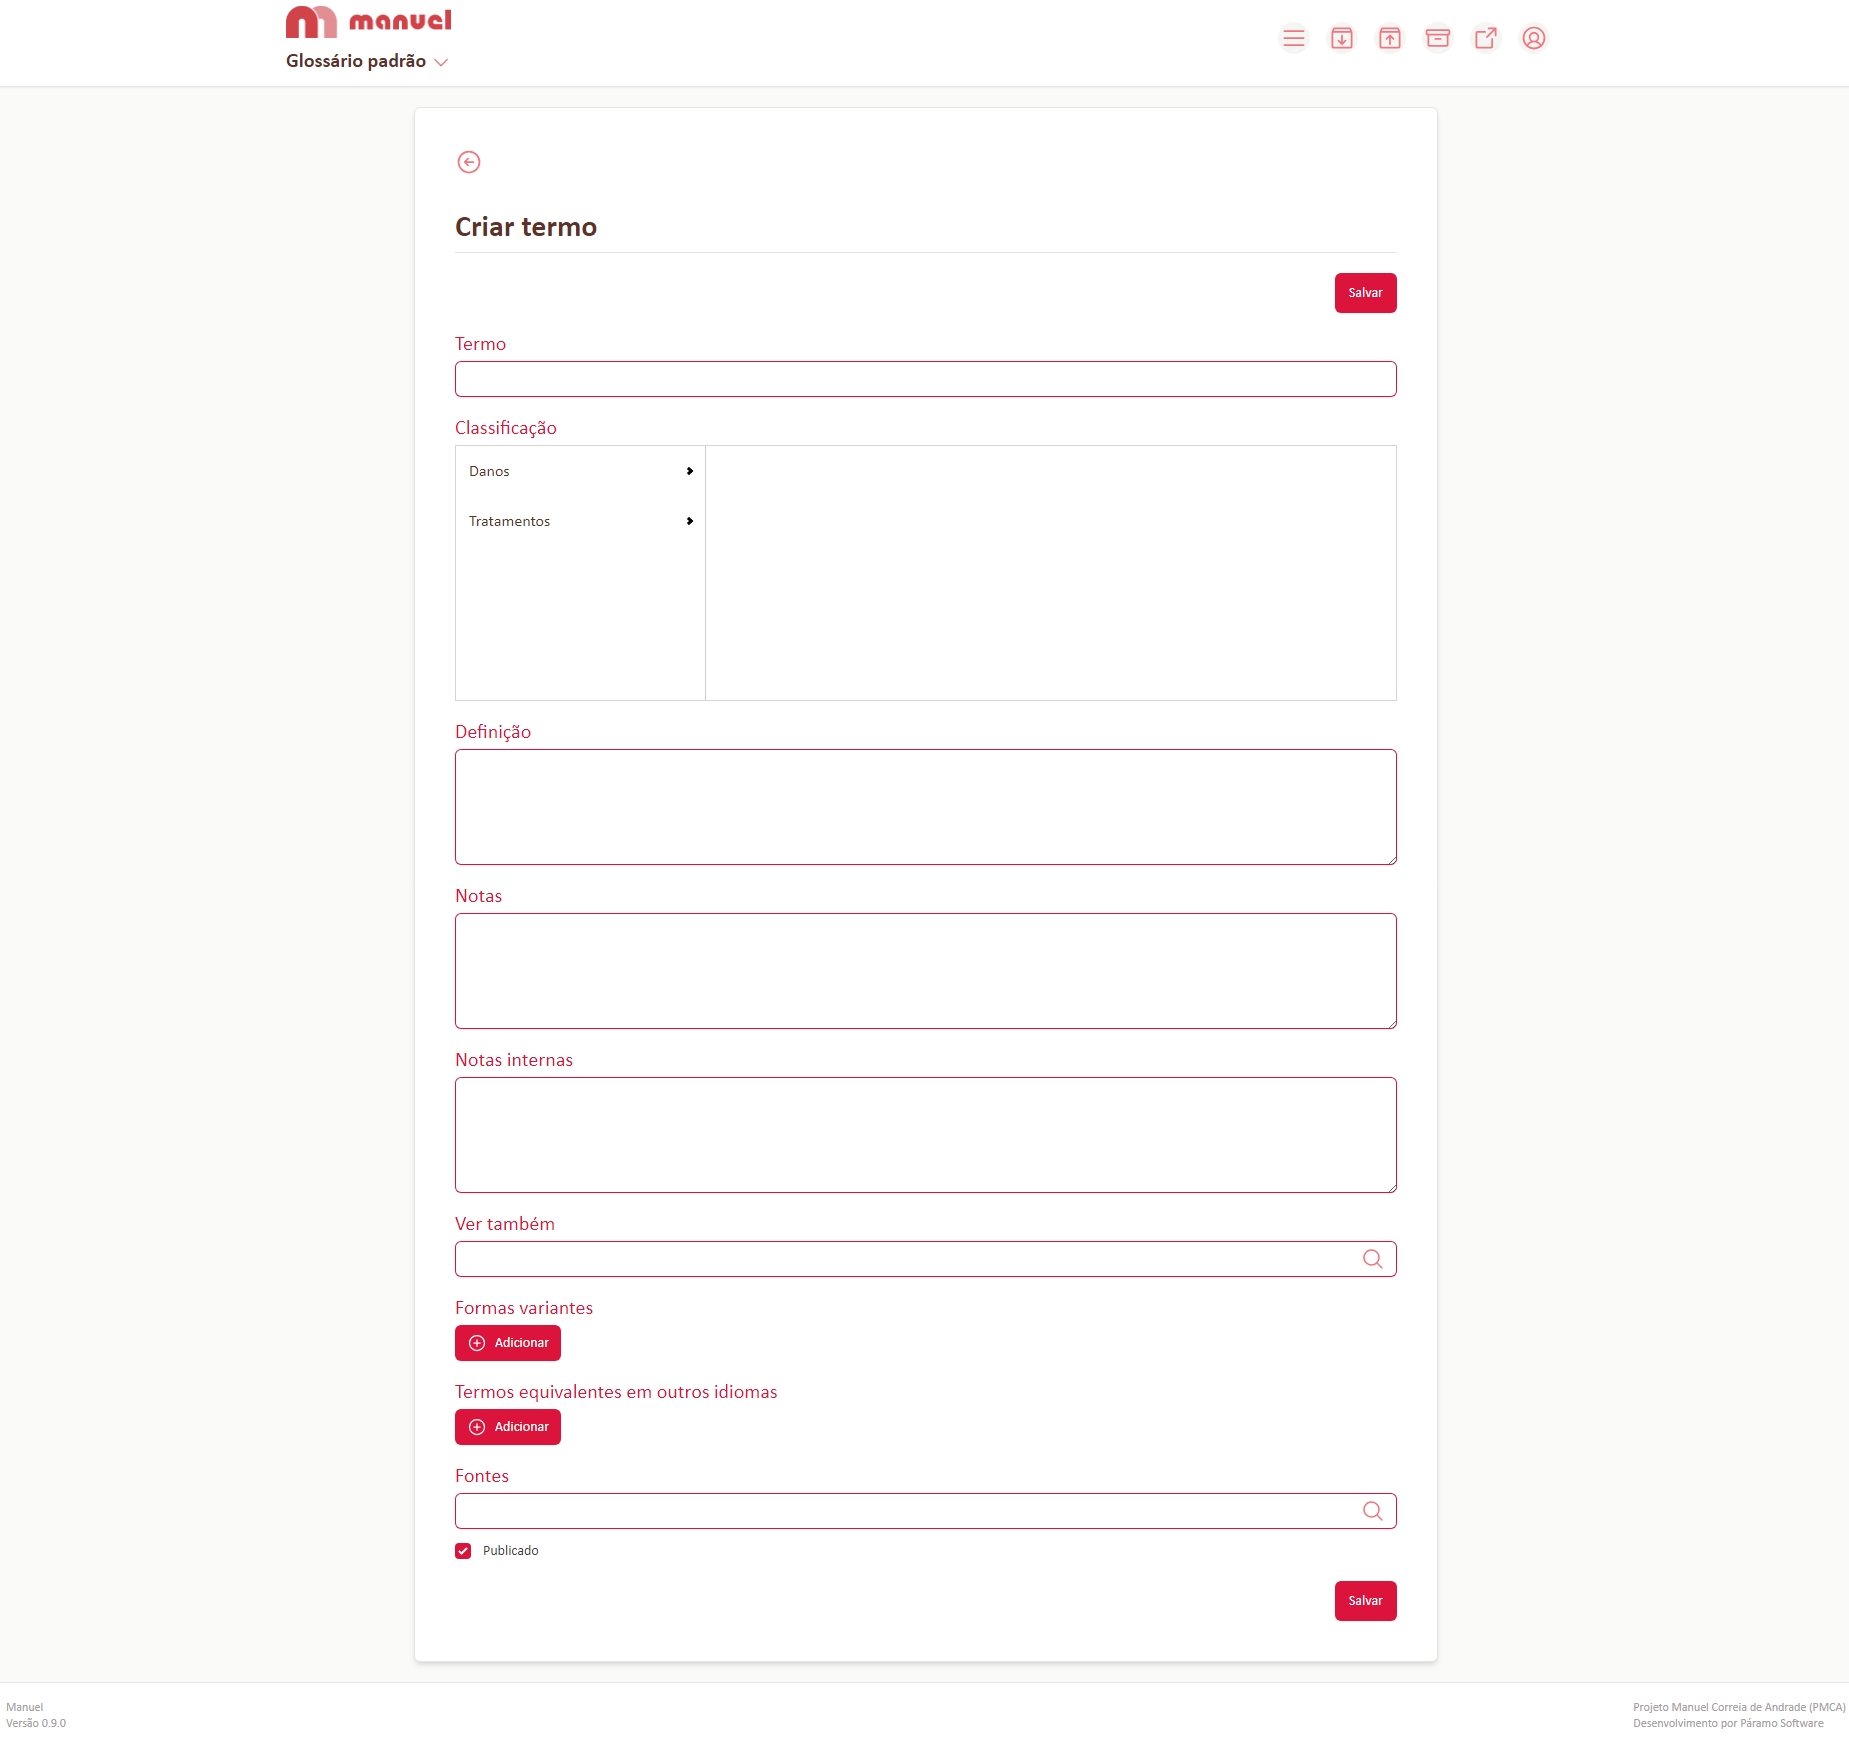 manuel
Glossário padrão
Criar termo
Salvar
Termo
Classificação
Danos
Tratamentos
Definição
Notas
Notas internas
Ver também
Formas variantes
Adicionar
Termos equivalentes em outros idiomas
Adicionar
Fontes
Publicado
Salvar
Manuel
Versão 0.9.0
Projeto Manuel Correia de Andrade (PMCA)
Desenvolvimento por Páramo Software